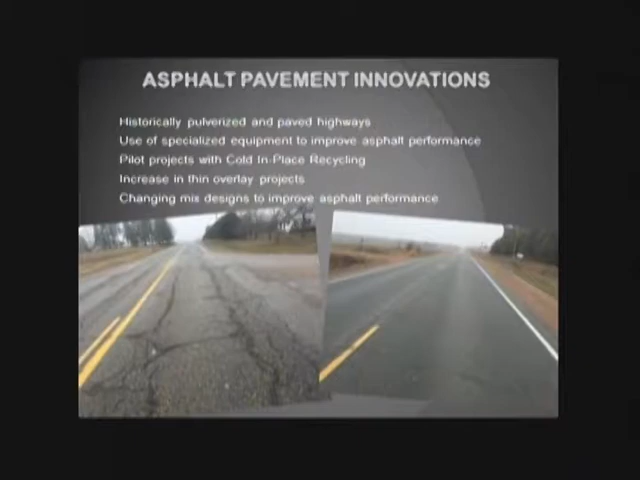 ASPHALT PAVEMENT INNOVATIONS
Historically pulverized and paved highways
Use of specialized equipment to improve asphalt performance
Pilot projects with Cold In-Place Recycling
Increase in thin overlay projects
Changing mix designs to improve asphalt performance